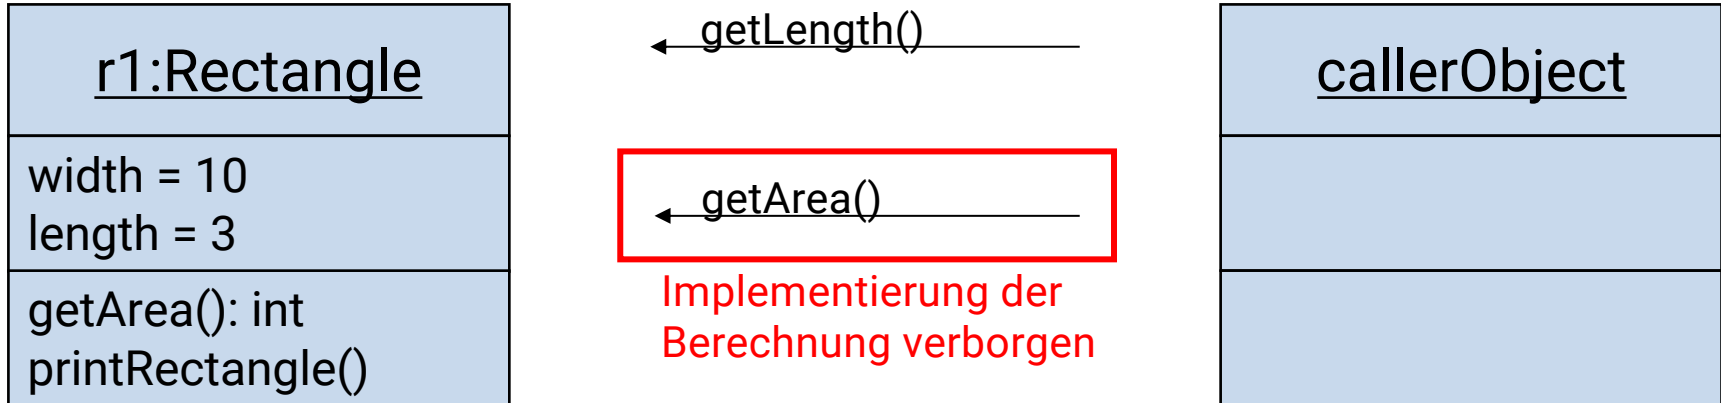 r1:Rectangle
width = 10
length = 3
getArea(): int
printRectangle()
getLength()
getArea()
Implementierung der
Berechnung verborgen
callerObject